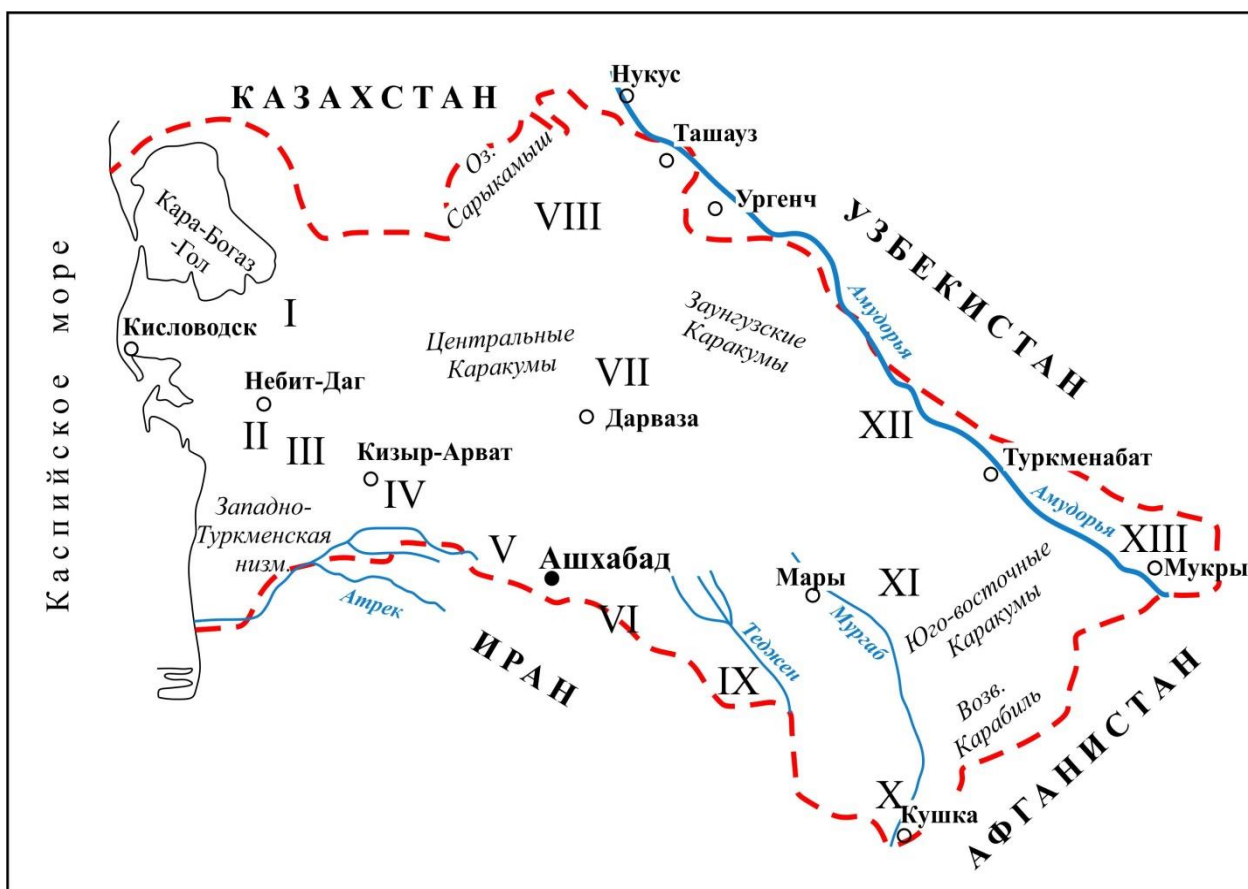 Нукус
КАЗАХСТАН
Ташауз
Оз.
Сарыкамыш
Ургенч
VIII
УЗБЕКИСТАН
Кара-Богаз
-Гол
Каспийское море
I
Кисловодск
Амударья
Заунгузские
Каракумы
Центральные
Каракумы
VII
Небит-Даг
Дарваза
XII
II
III
Кизыр-Арват
Туркменабат
IV
Западно-
Туркменская
низм.
Амударья
XIII
V
Ашхабад
Мукры
Мары
XI
Атрек
VI
Мургаб
Юго-восточные
Каракумы
Теджен
ИРАН
IX
Возв.
Карабиль
АФГАНИСТАН
X
Кушка